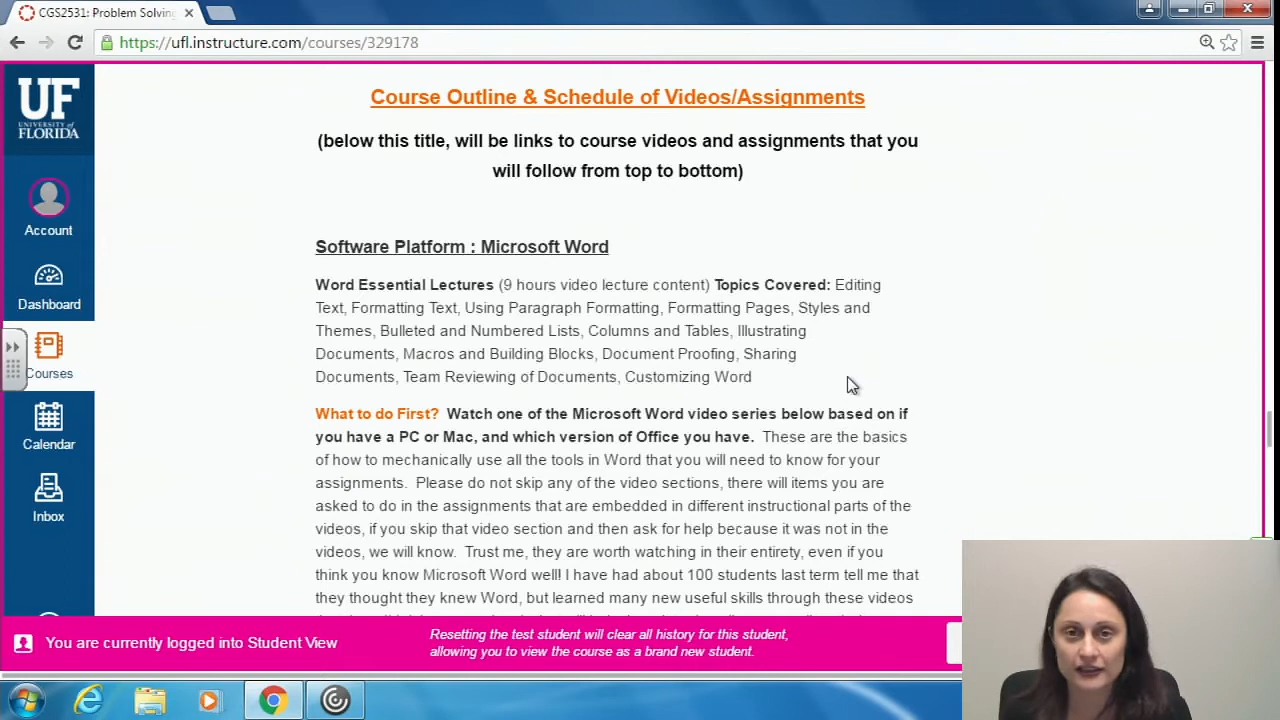 CGS2531: Problem Solving
https://ufl.instructure.com/courses/329178
UF
UNIVERSITY of
FLORIDA
Account
Dashboard
Courses
Calendar
Inbox
Course Outline & Schedule of Videos/Assignments
(below this title, will be links to course videos and assignments that you
will follow from top to bottom)
Software Platform : Microsoft Word
Word Essential Lectures (9 hours video lecture content) Topics Covered: Editing
Text, Formatting Text, Using Paragraph Formatting, Formatting Pages, Styles and
Themes, Bulleted and Numbered Lists, Columns and Tables, Illustrating
Documents, Macros and Building Blocks, Document Proofing, Sharing
Documents, Team Reviewing of Documents, Customizing Word
What to do First? Watch one of the Microsoft Word video series below based on if
you have a PC or Mac, and which version of Office you have. These are the basics
of how to mechanically use all the tools in Word that you will need to know for your
assignments. Please do not skip any of the video sections, there will items you are
asked to do in the assignments that are embedded in different instructional parts of the
videos, if you skip that video section and then ask for help because it was not in the
videos, we will know. Trust me, they are worth watching in their entirety, even if you
think you know Microsoft Word well! I have had about 100 students last term tell me that
they thought they knew Word, but learned many new useful skills through these videos
You are currently logged into Student View
Resetting the test student will clear all history for this student,
allowing you to view the course as a brand new student.